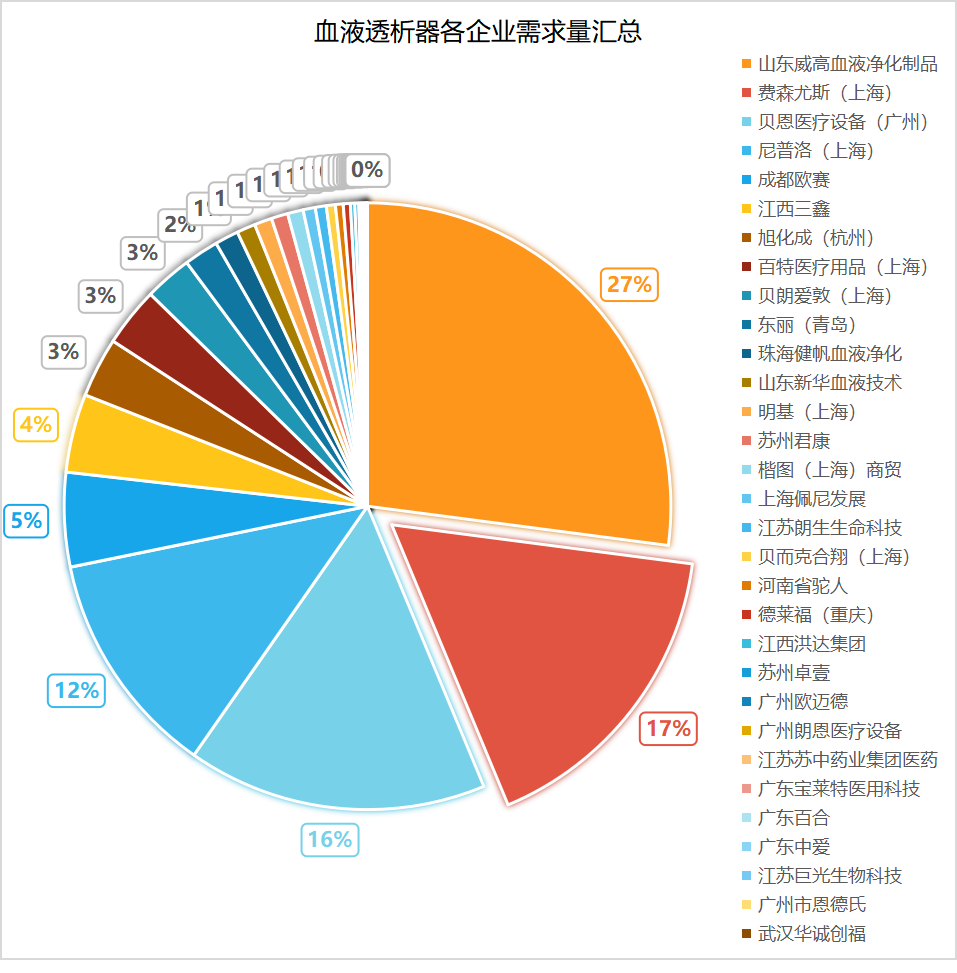 血液透析器各企业需求量汇总
27%
17%
16%
12%
5%
4%
3%
3%
3%
2%
0%
山东威高血液净化制品
费森尤斯（上海）
贝恩医疗设备（广州）
尼普洛（上海）
成都欧赛
江西三鑫
旭化成（杭州）
百特医疗用品（上海）
贝朗爱敦（上海）
东丽（青岛）
珠海健帆血液净化
山东新华血液技术
明基（上海）
苏州君康
楷图（上海）商贸
上海佩尼发展
江苏朗生生命科技
贝而克合翔（上海）
河南省驼人
德莱福（重庆）
江西洪达集团
苏州卓壹
广州欧迈德
广州朗恩医疗设备
江苏苏中药业集团医药
广东宝莱特医用科技
广东百合
广东中爱
江苏巨光生物科技
广州市恩德氏
武汉华诚创福